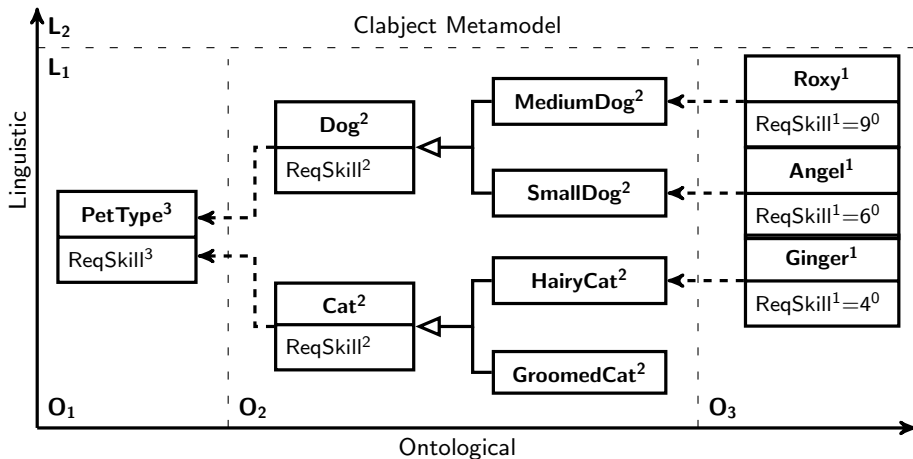 L₂
Clabject Metamodel
L₁
Linguistic
PetType³
ReqSkill³
Dog²
ReqSkill²
Cat²
ReqSkill²
MediumDog²
SmallDog²
HairyCat²
GroomedCat²
Roxy¹
ReqSkill¹=9⁰
Angel¹
ReqSkill¹=6⁰
Ginger¹
ReqSkill¹=4⁰
O₁
O₂
O₃
Ontological